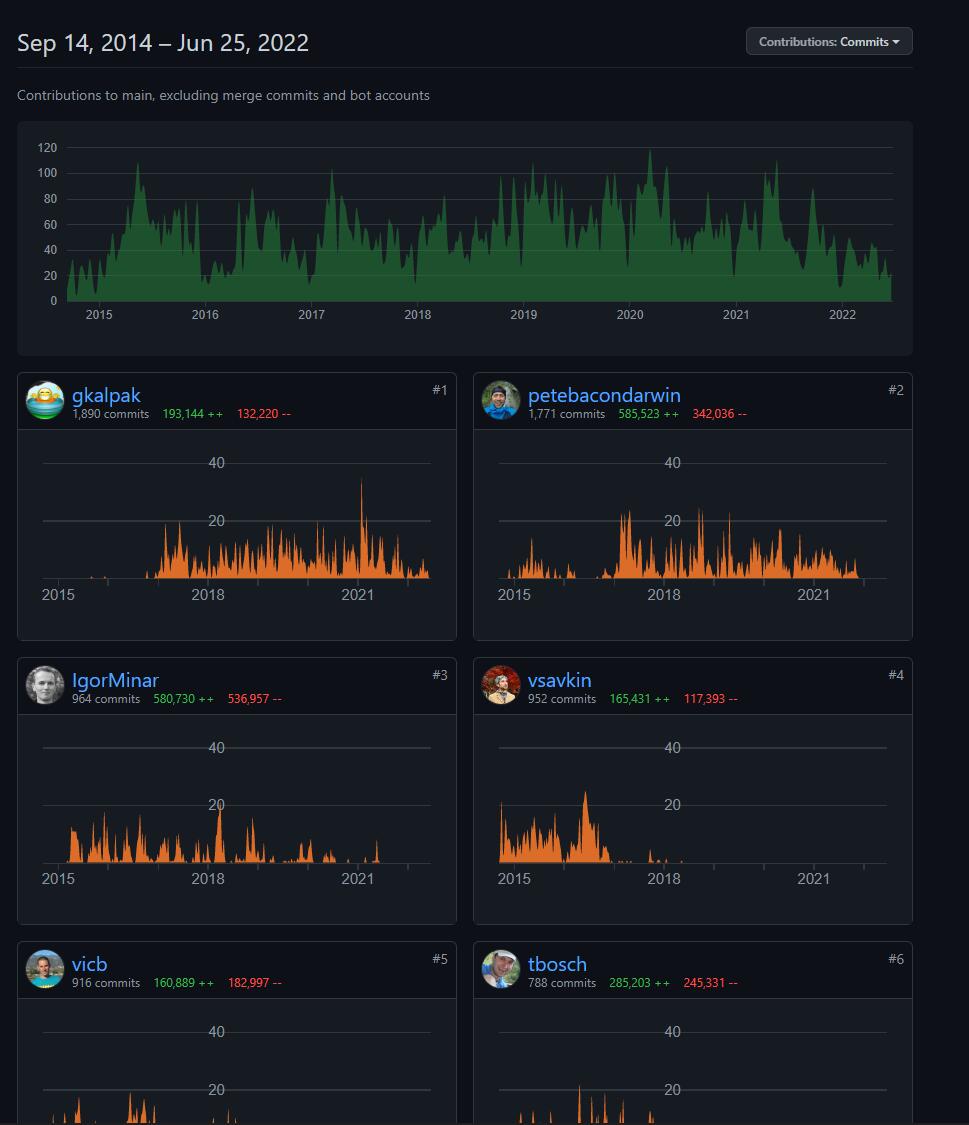 Sep 14, 2014 – Jun 25, 2022
Contributions: Commits
Contributions to main, excluding merge commits and bot accounts
120
100
80
60
40
20
0
2015 2016 2017 2018 2019 2020 2021 2022
gkalpak #1
1,890 commits 193,144 ++ 132,220 --
40
20
2015 2018 2021
petebacondarwin #2
1,771 commits 585,523 ++ 342,036 --
40
20
2015 2018 2021
IgorMinar #3
964 commits 580,730 ++ 536,957 --
40
20
2015 2018 2021
vsavkin #4
952 commits 165,431 ++ 117,393 --
40
20
2015 2018 2021
vicb #5
916 commits 160,889 ++ 182,997 --
40
20
tbosch #6
788 commits 285,203 ++ 245,331 --
40
20